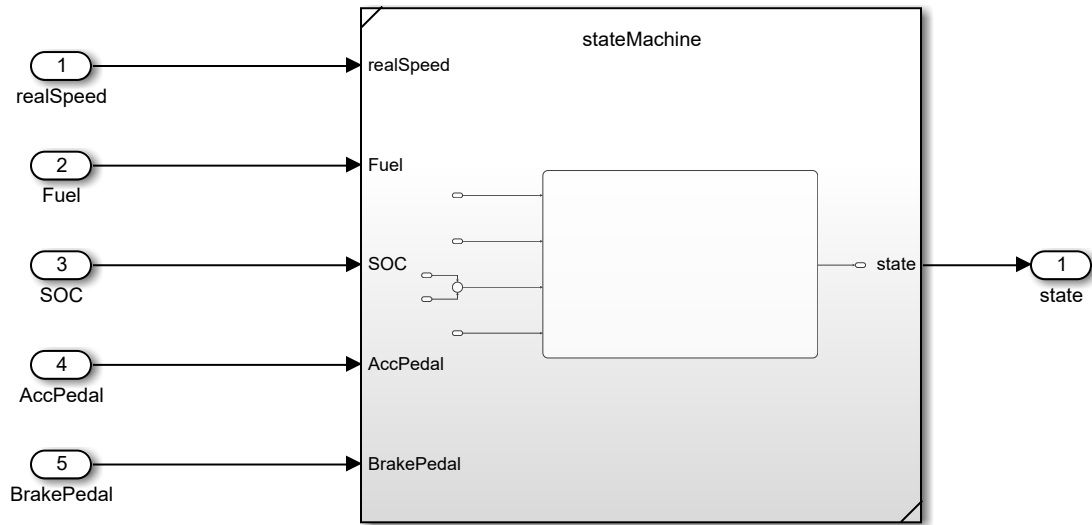 stateMachine
1
realSpeed
realSpeed
2
Fuel
Fuel
3
SOC
SOC
state
1
state
4
AccPedal
AccPedal
5
BrakePedal
BrakePedal